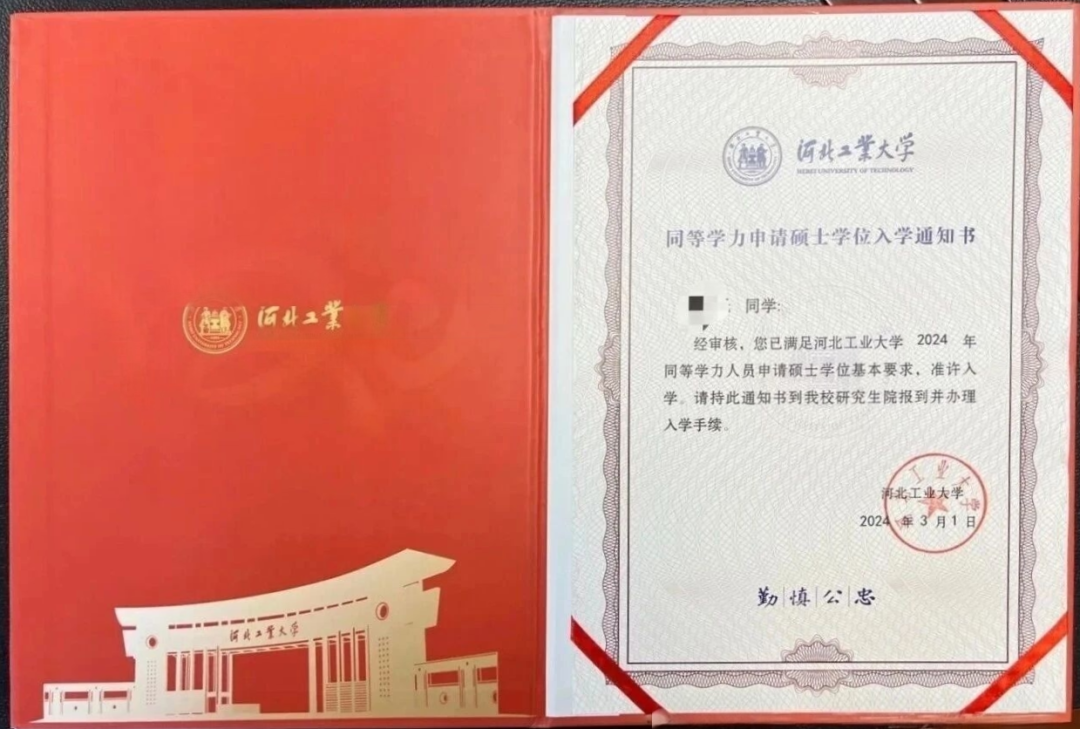 河北工業
河北工業大学
河北工業大学
HEBEI UNIVERSITY OF TECHNOLOGY
同等学力申请硕士学位入学通知书
同学:
经审核，您已满足河北工业大学 2024 年
同等学力人员申请硕士学位基本要求，准许入
学。请持此通知书到我校研究生院报到并办理
入学手续。
河北工业大学
2024 年 3 月 1 日
勤|慎|公|忠